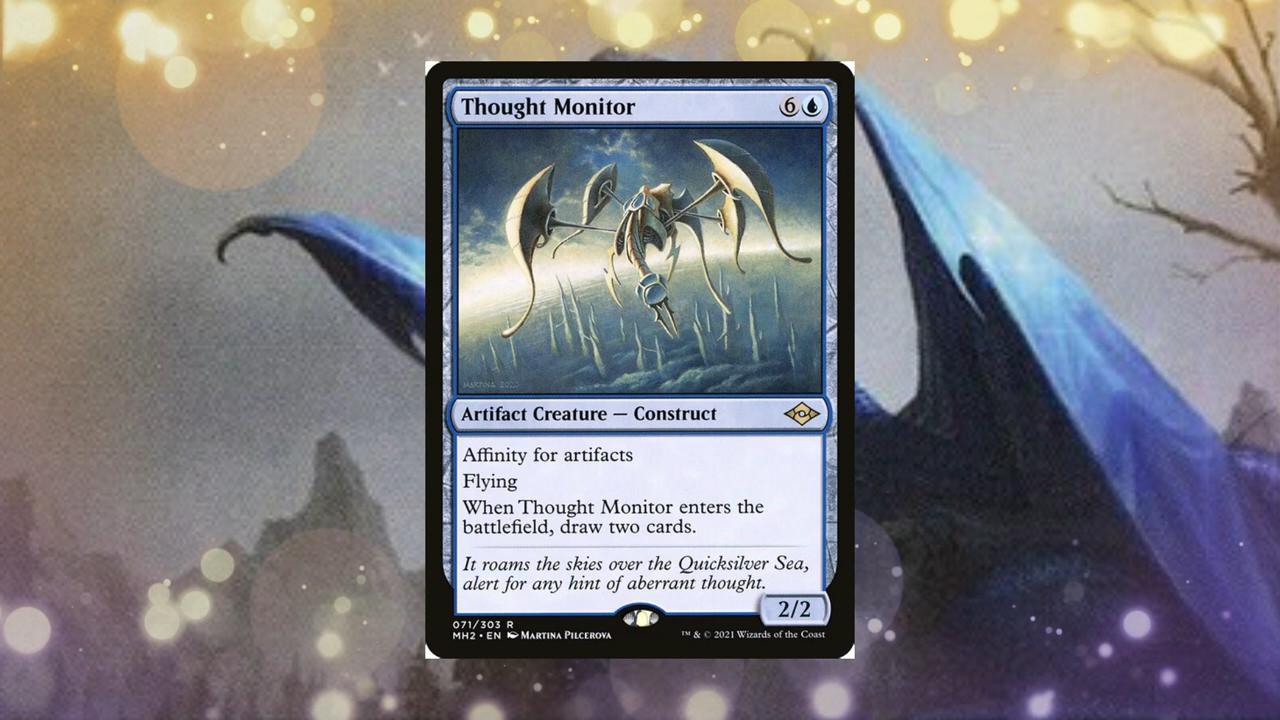 Thought Monitor 6
MARTINA 2020
Artifact Creature — Construct
Affinity for artifacts
Flying
When Thought Monitor enters the
battlefield, draw two cards.
It roams the skies over the Quicksilver Sea,
alert for any hint of aberrant thought.
2/2
071/303 R
MH2 • EN Martina Pilcerova
™ & © 2021 Wizards of the Coast